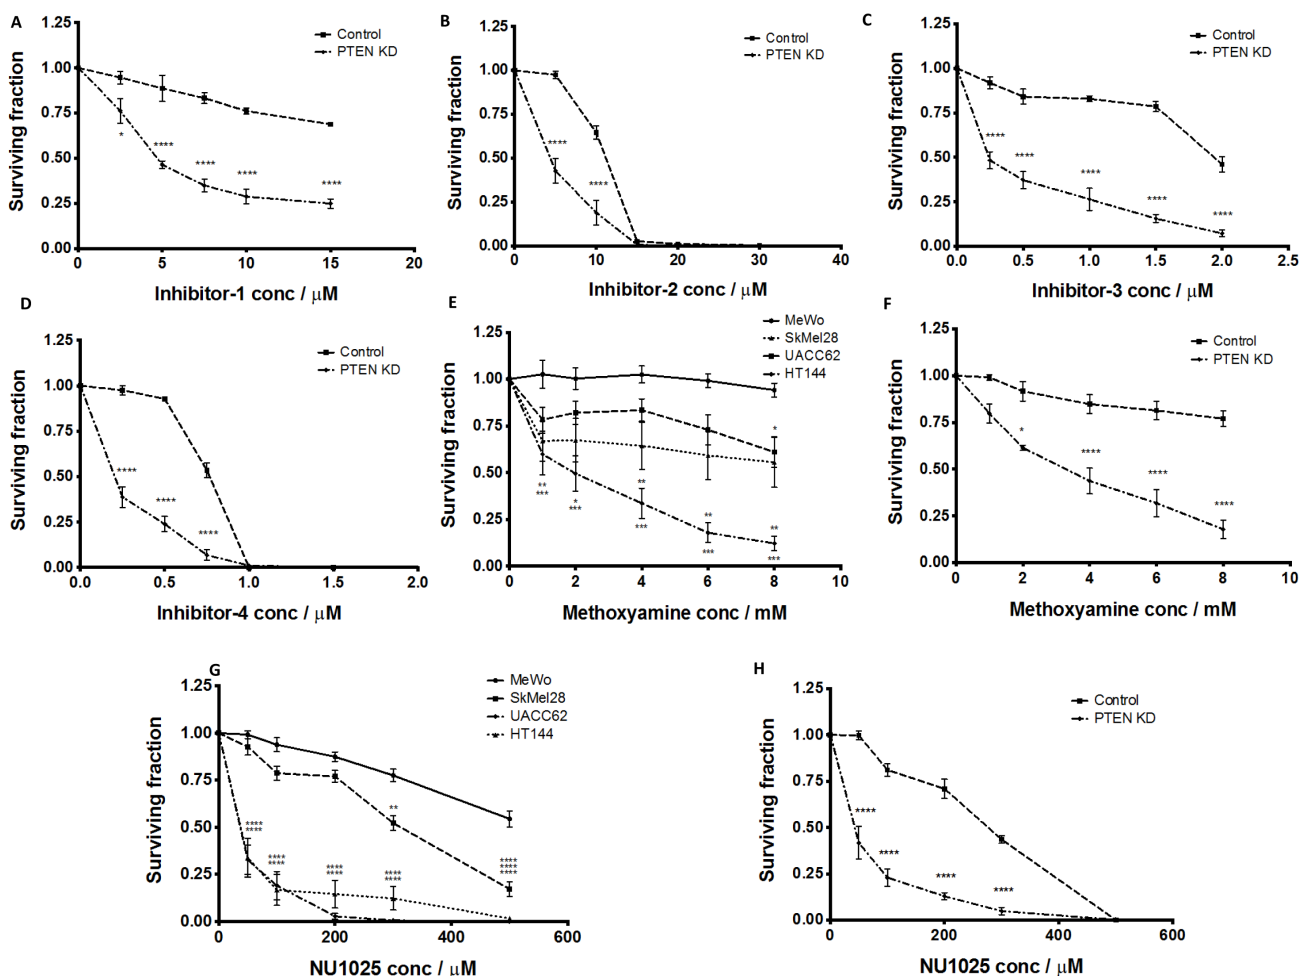 A
Surviving fraction
1.25
1.00
0.75
0.50
0.25
0.00
Control
PTEN KD
*
****
****
****
****
0 5 10 15 20
Inhibitor-1 conc / μM
B
Surviving fraction
1.25
1.00
0.75
0.50
0.25
0.00
Control
PTEN KD
****
****
0 10 20 30 40
Inhibitor-2 conc / μM
C
Surviving fraction
1.25
1.00
0.75
0.50
0.25
0.00
Control
PTEN KD
****
****
****
****
****
0.0 0.5 1.0 1.5 2.0 2.5
Inhibitor-3 conc / μM
D
Surviving fraction
1.25
1.00
0.75
0.50
0.25
0.00
Control
PTEN KD
****
****
****
0.0 0.5 1.0 1.5 2.0
Inhibitor-4 conc / μM
E
Surviving fraction
1.25
1.00
0.75
0.50
0.25
0.00
MeWo
SkMel28
UACC62
HT144
*
** * ** ** **
*** *** *** *** ***
0 2 4 6 8 10
Methoxyamine conc / mM
F
Surviving fraction
1.25
1.00
0.75
0.50
0.25
0.00
Control
PTEN KD
*
****
****
****
0 2 4 6 8 10
Methoxyamine conc / mM
G
Surviving fraction
1.25
1.00
0.75
0.50
0.25
0.00
MeWo
SkMel28
UACC62
HT144
**
****
****
****
****
****
****
****
****
****
****
****
0 200 400 600
NU1025 conc / μM
H
Surviving fraction
1.25
1.00
0.75
0.50
0.25
0.00
Control
PTEN KD
****
****
****
****
0 200 400 600
NU1025 conc / μM